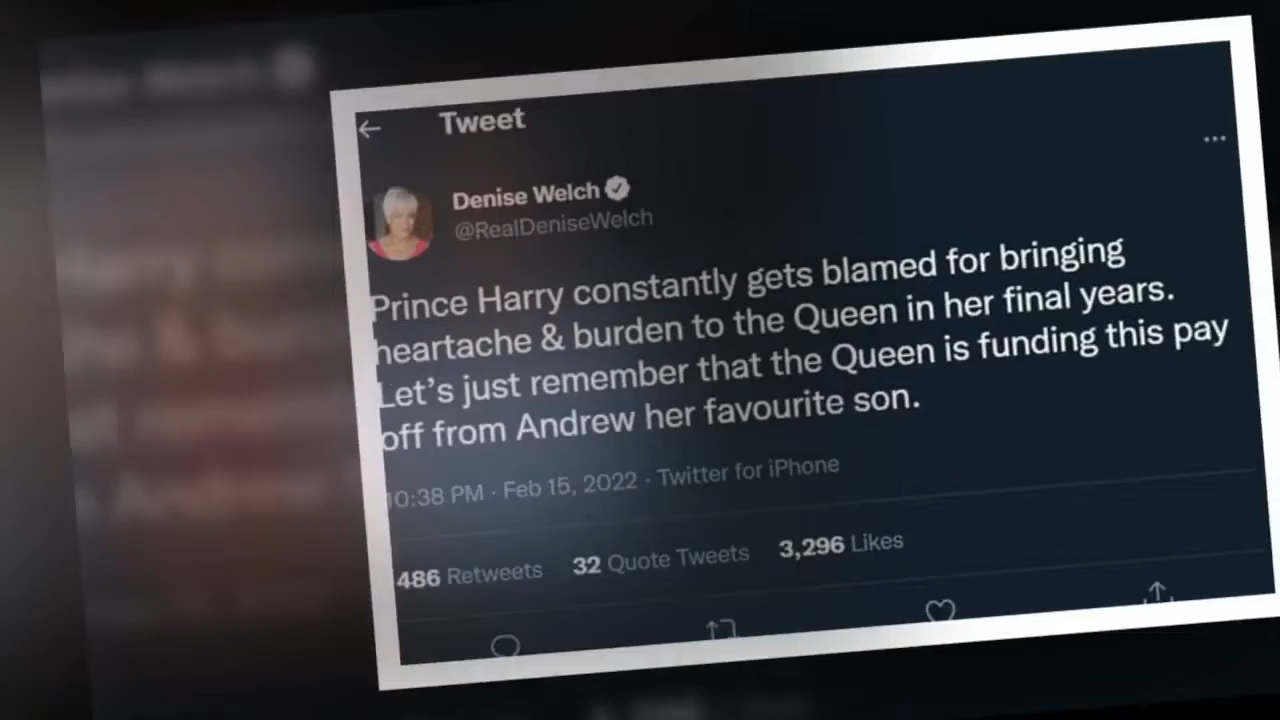 Tweet
Denise Welch
@RealDeniseWelch
Prince Harry constantly gets blamed for bringing
heartache & burden to the Queen in her final years.
Let’s just remember that the Queen is funding this pay
off from Andrew her favourite son.
10:38 PM · Feb 15, 2022 · Twitter for iPhone
486 Retweets 32 Quote Tweets 3,296 Likes